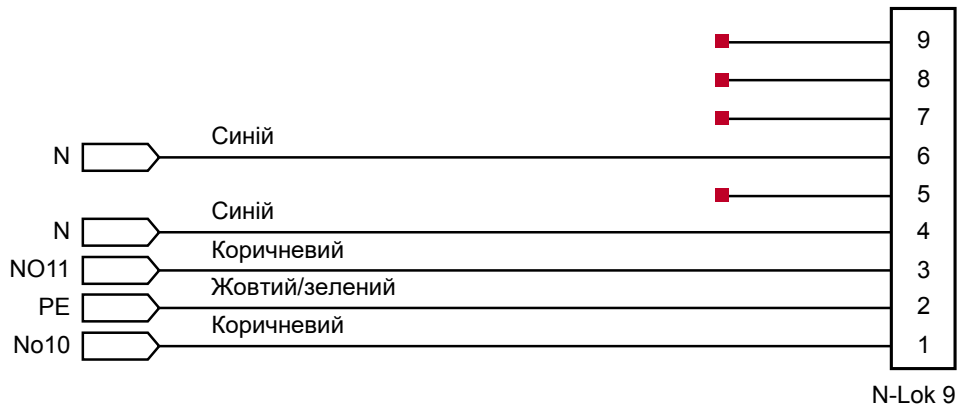 9
8
7
Синій
N
6
5
Синій
N
4
Коричневий
NO11
3
Жовтий/зелений
PE
2
Коричневий
No10
1
N-Lok 9